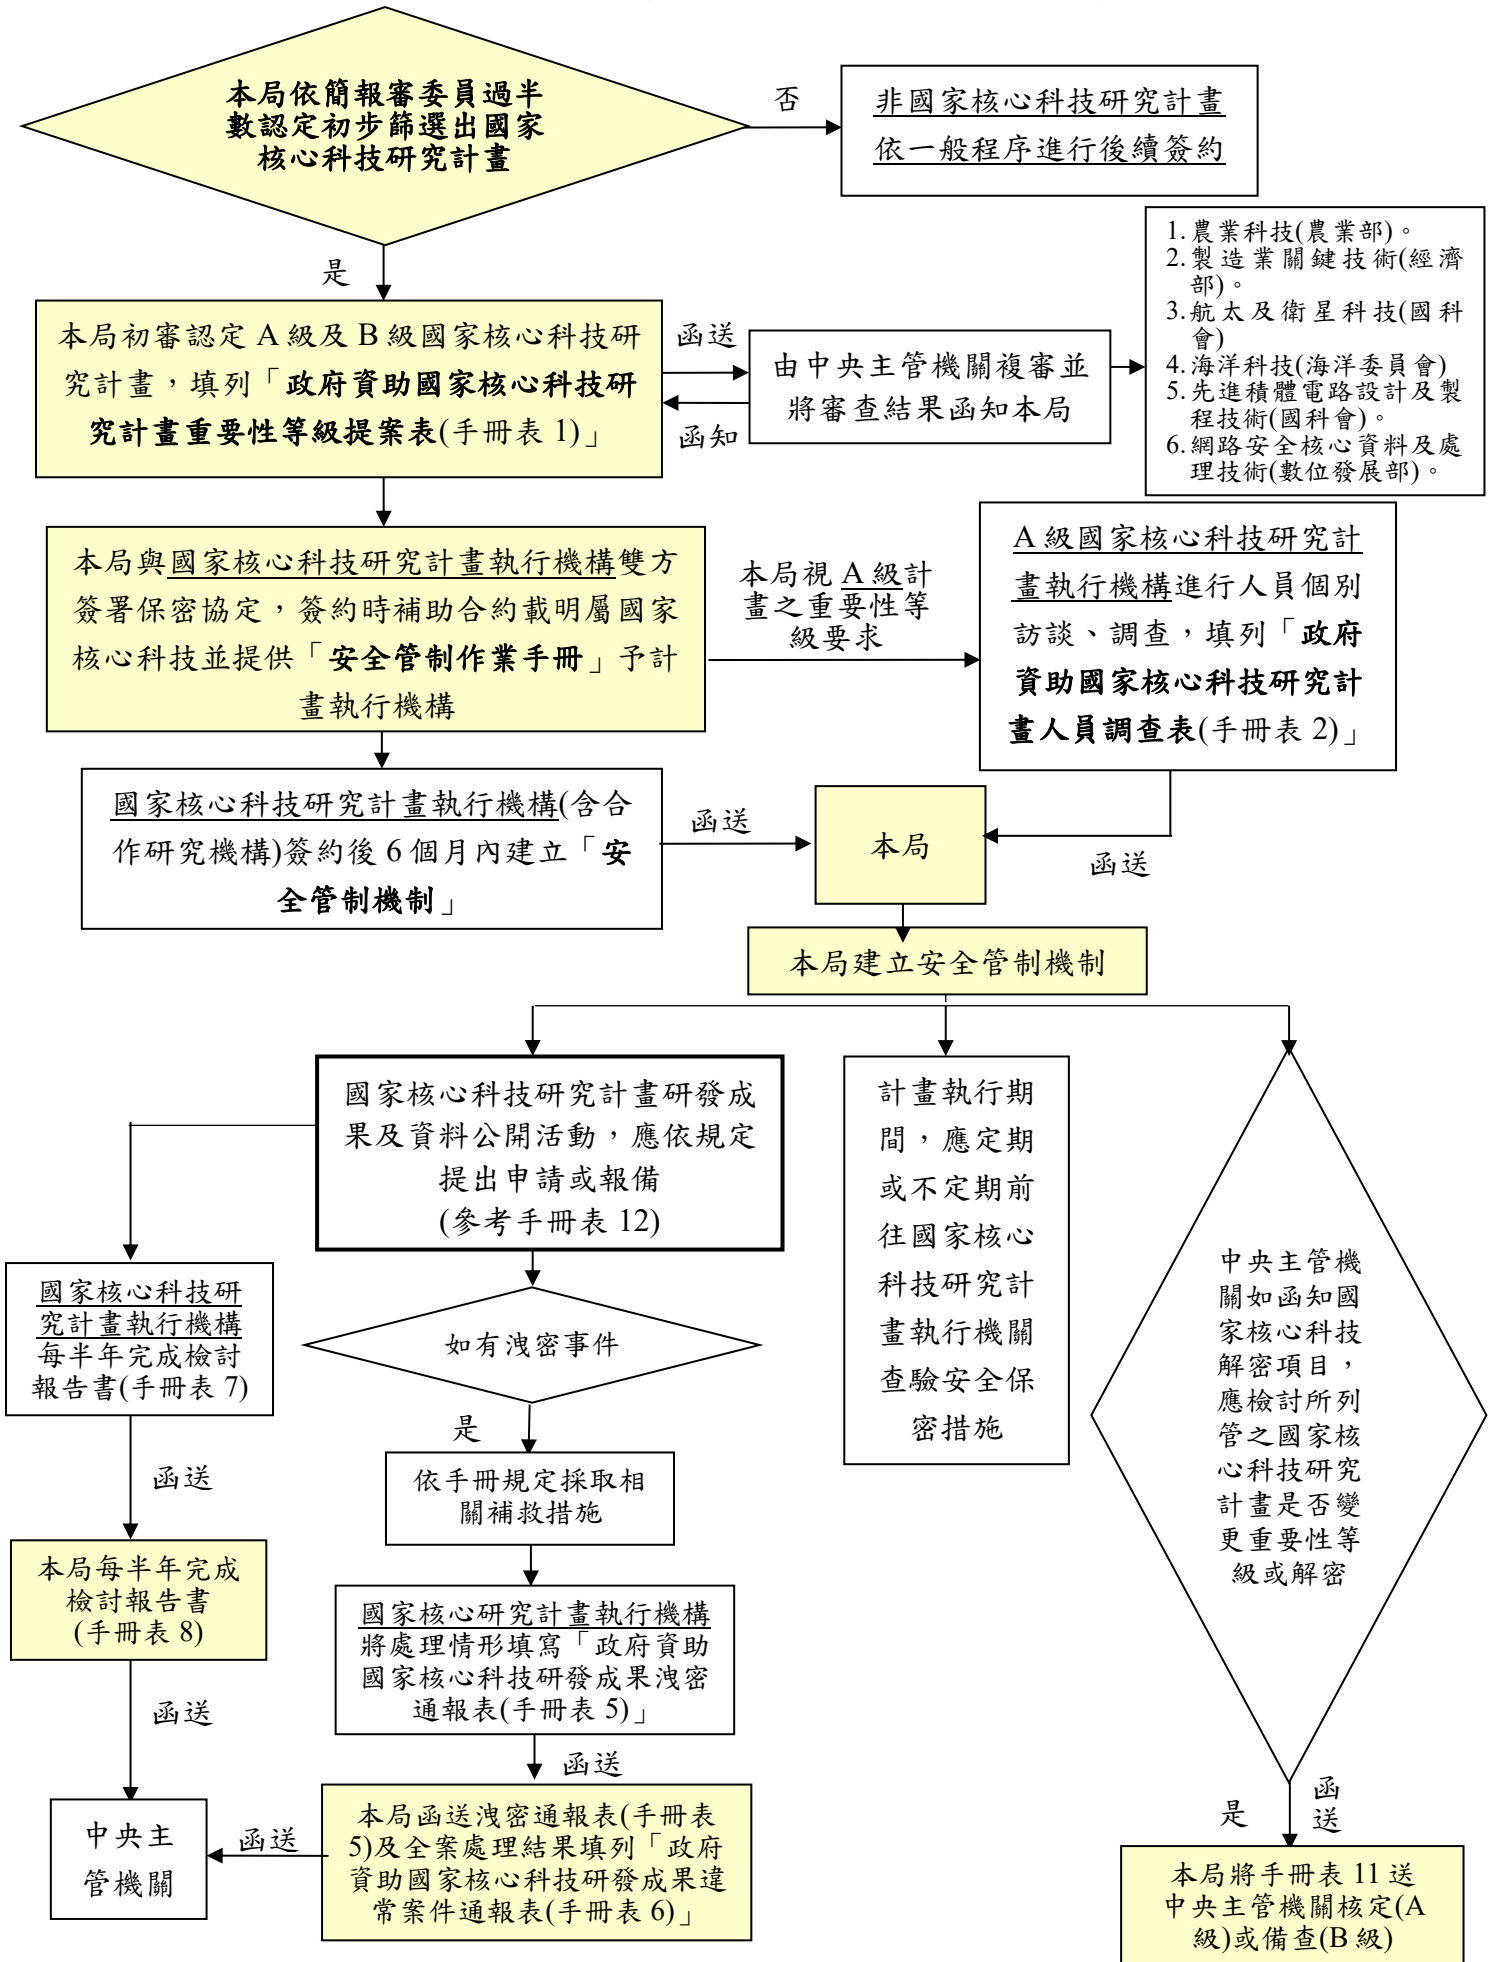 本局依簡報審委員過半
數認定初步篩選出國家
核心科技研究計畫
否
非國家核心科技研究計畫
依一般程序進行後續簽約
是
1.農業科技(農業部)。
2.製造業關鍵技術(經濟
部)。
3.航太及衛星科技(國科
會)
4.海洋科技(海洋委員會)
5.先進積體電路設計及製
程技術(國科會)。
6.網路安全核心資料及處
理技術(數位發展部)。
本局初審認定 A 級及 B 級國家核心科技研
究計畫，填列「政府資助國家核心科技研
究計畫重要性等級提案表(手冊表 1)」
函送
函知
由中央主管機關複審並
將審查結果函知本局
本局與國家核心科技研究計畫執行機構雙方
簽署保密協定，簽約時補助合約載明屬國家
核心科技並提供「安全管制作業手冊」予計
畫執行機構
本局視 A 級計
畫之重要性等
級要求
A 級國家核心科技研究計
畫執行機構進行人員個別
訪談、調查，填列「政府
資助國家核心科技研究計
畫人員調查表(手冊表 2)」
國家核心科技研究計畫執行機構(含合
作研究機構)簽約後 6 個月內建立「安
全管制機制」
函送
本局
函送
本局建立安全管制機制
國家核心科技研究計畫研發成
果及資料公開活動，應依規定
提出申請或報備
(參考手冊表 12)
計畫執行期
間，應定期
或不定期前
往國家核心
科技研究計
畫執行機關
查驗安全保
密措施
中央主管機
關如函知國
家核心科技
解密項目，
應檢討所列
管之國家核
心科技研究
計畫是否變
更重要性等
級或解密
國家核心科技研
究計畫執行機構
每半年完成檢討
報告書(手冊表 7)
如有洩密事件
是
函送
依手冊規定採取相
關補救措施
本局每半年完成
檢討報告書
(手冊表 8)
國家核心研究計畫執行機構
將處理情形填寫「政府資助
國家核心科技研發成果洩密
通報表(手冊表 5)」
函送
函送
中央主
管機關
函送
本局函送洩密通報表(手冊表
5)及全案處理結果填列「政府
資助國家核心科技研發成果違
常案件通報表(手冊表 6)」
是
函
送
本局將手冊表 11 送
中央主管機關核定(A
級)或備查(B 級)